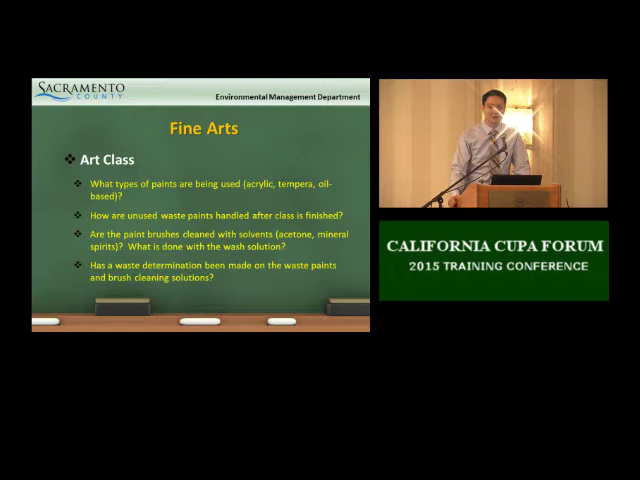 SACRAMENTO
COUNTY
Environmental Management Department
Fine Arts
Art Class
What types of paints are being used (acrylic, tempera, oil-
based)?
How are unused waste paints handled after class is finished?
Are the paint brushes cleaned with solvents (acetone, mineral
spirits)? What is done with the wash solution?
Has a waste determination been made on the waste paints
and brush cleaning solutions?
CALIFORNIA CUPA FORUM
2015 TRAINING CONFERENCE